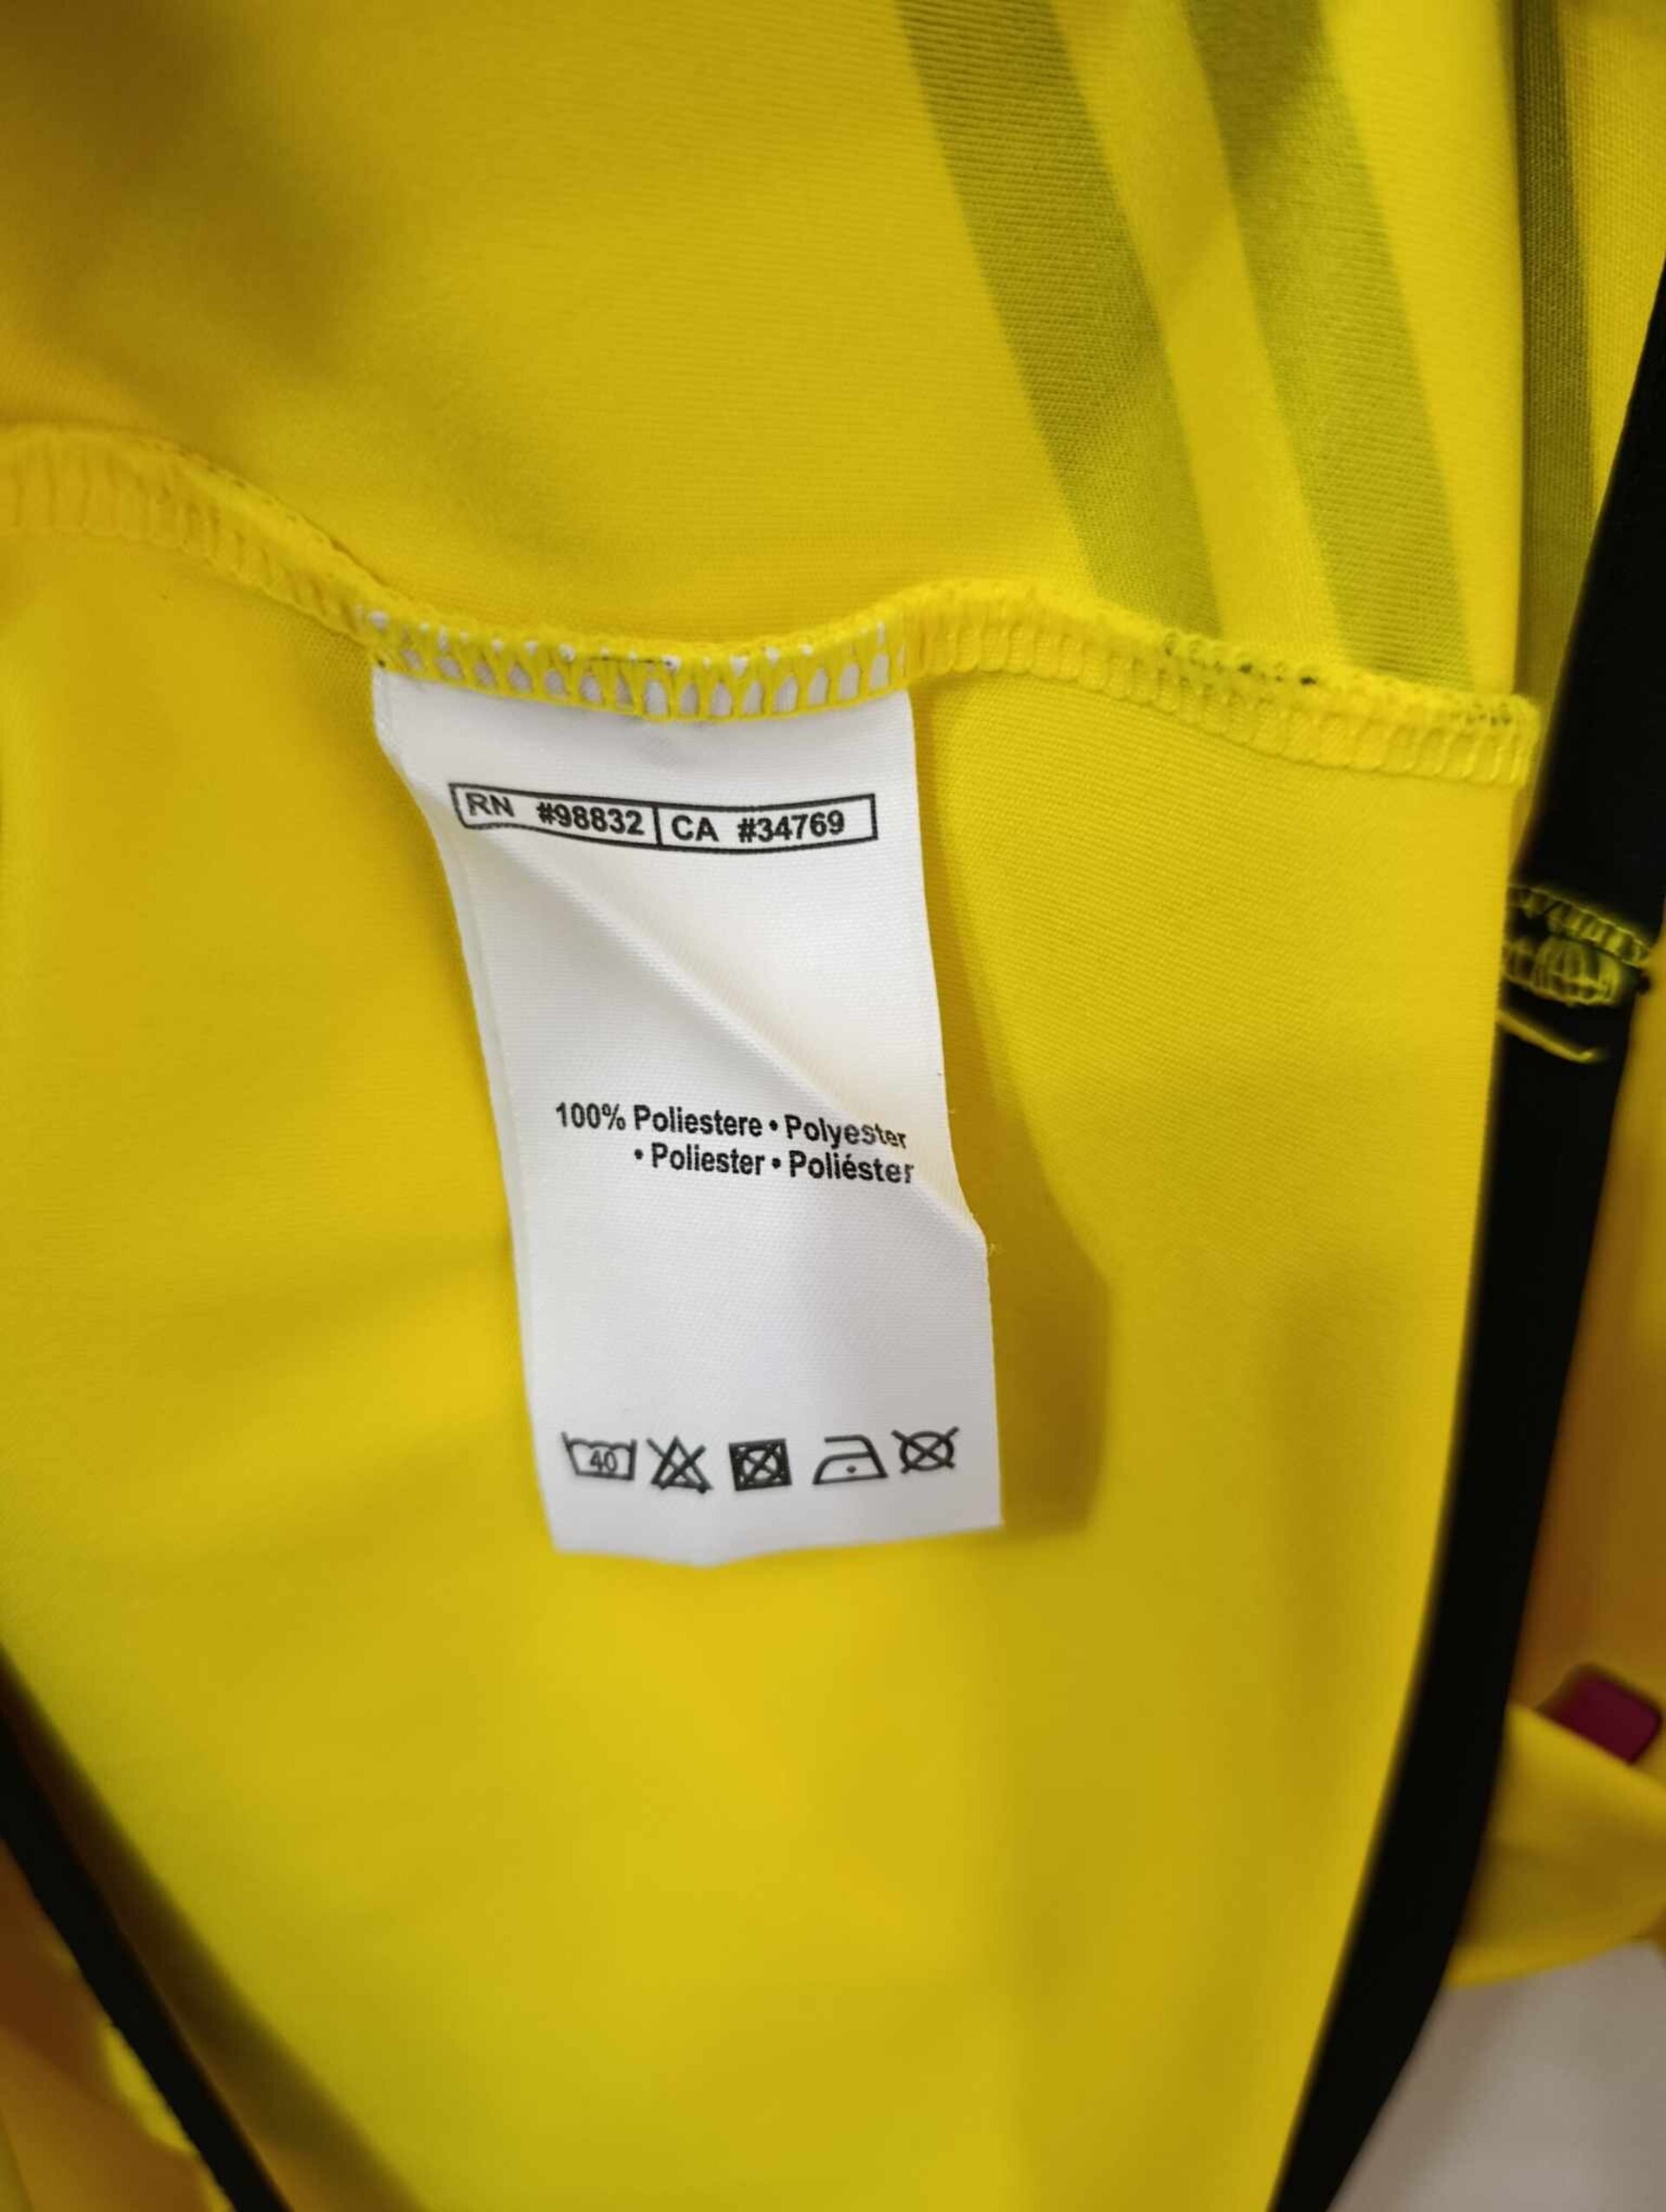 RN #98832 CA #34769
100% Poliestere • Polyester
• Poliester • Poliéster
40